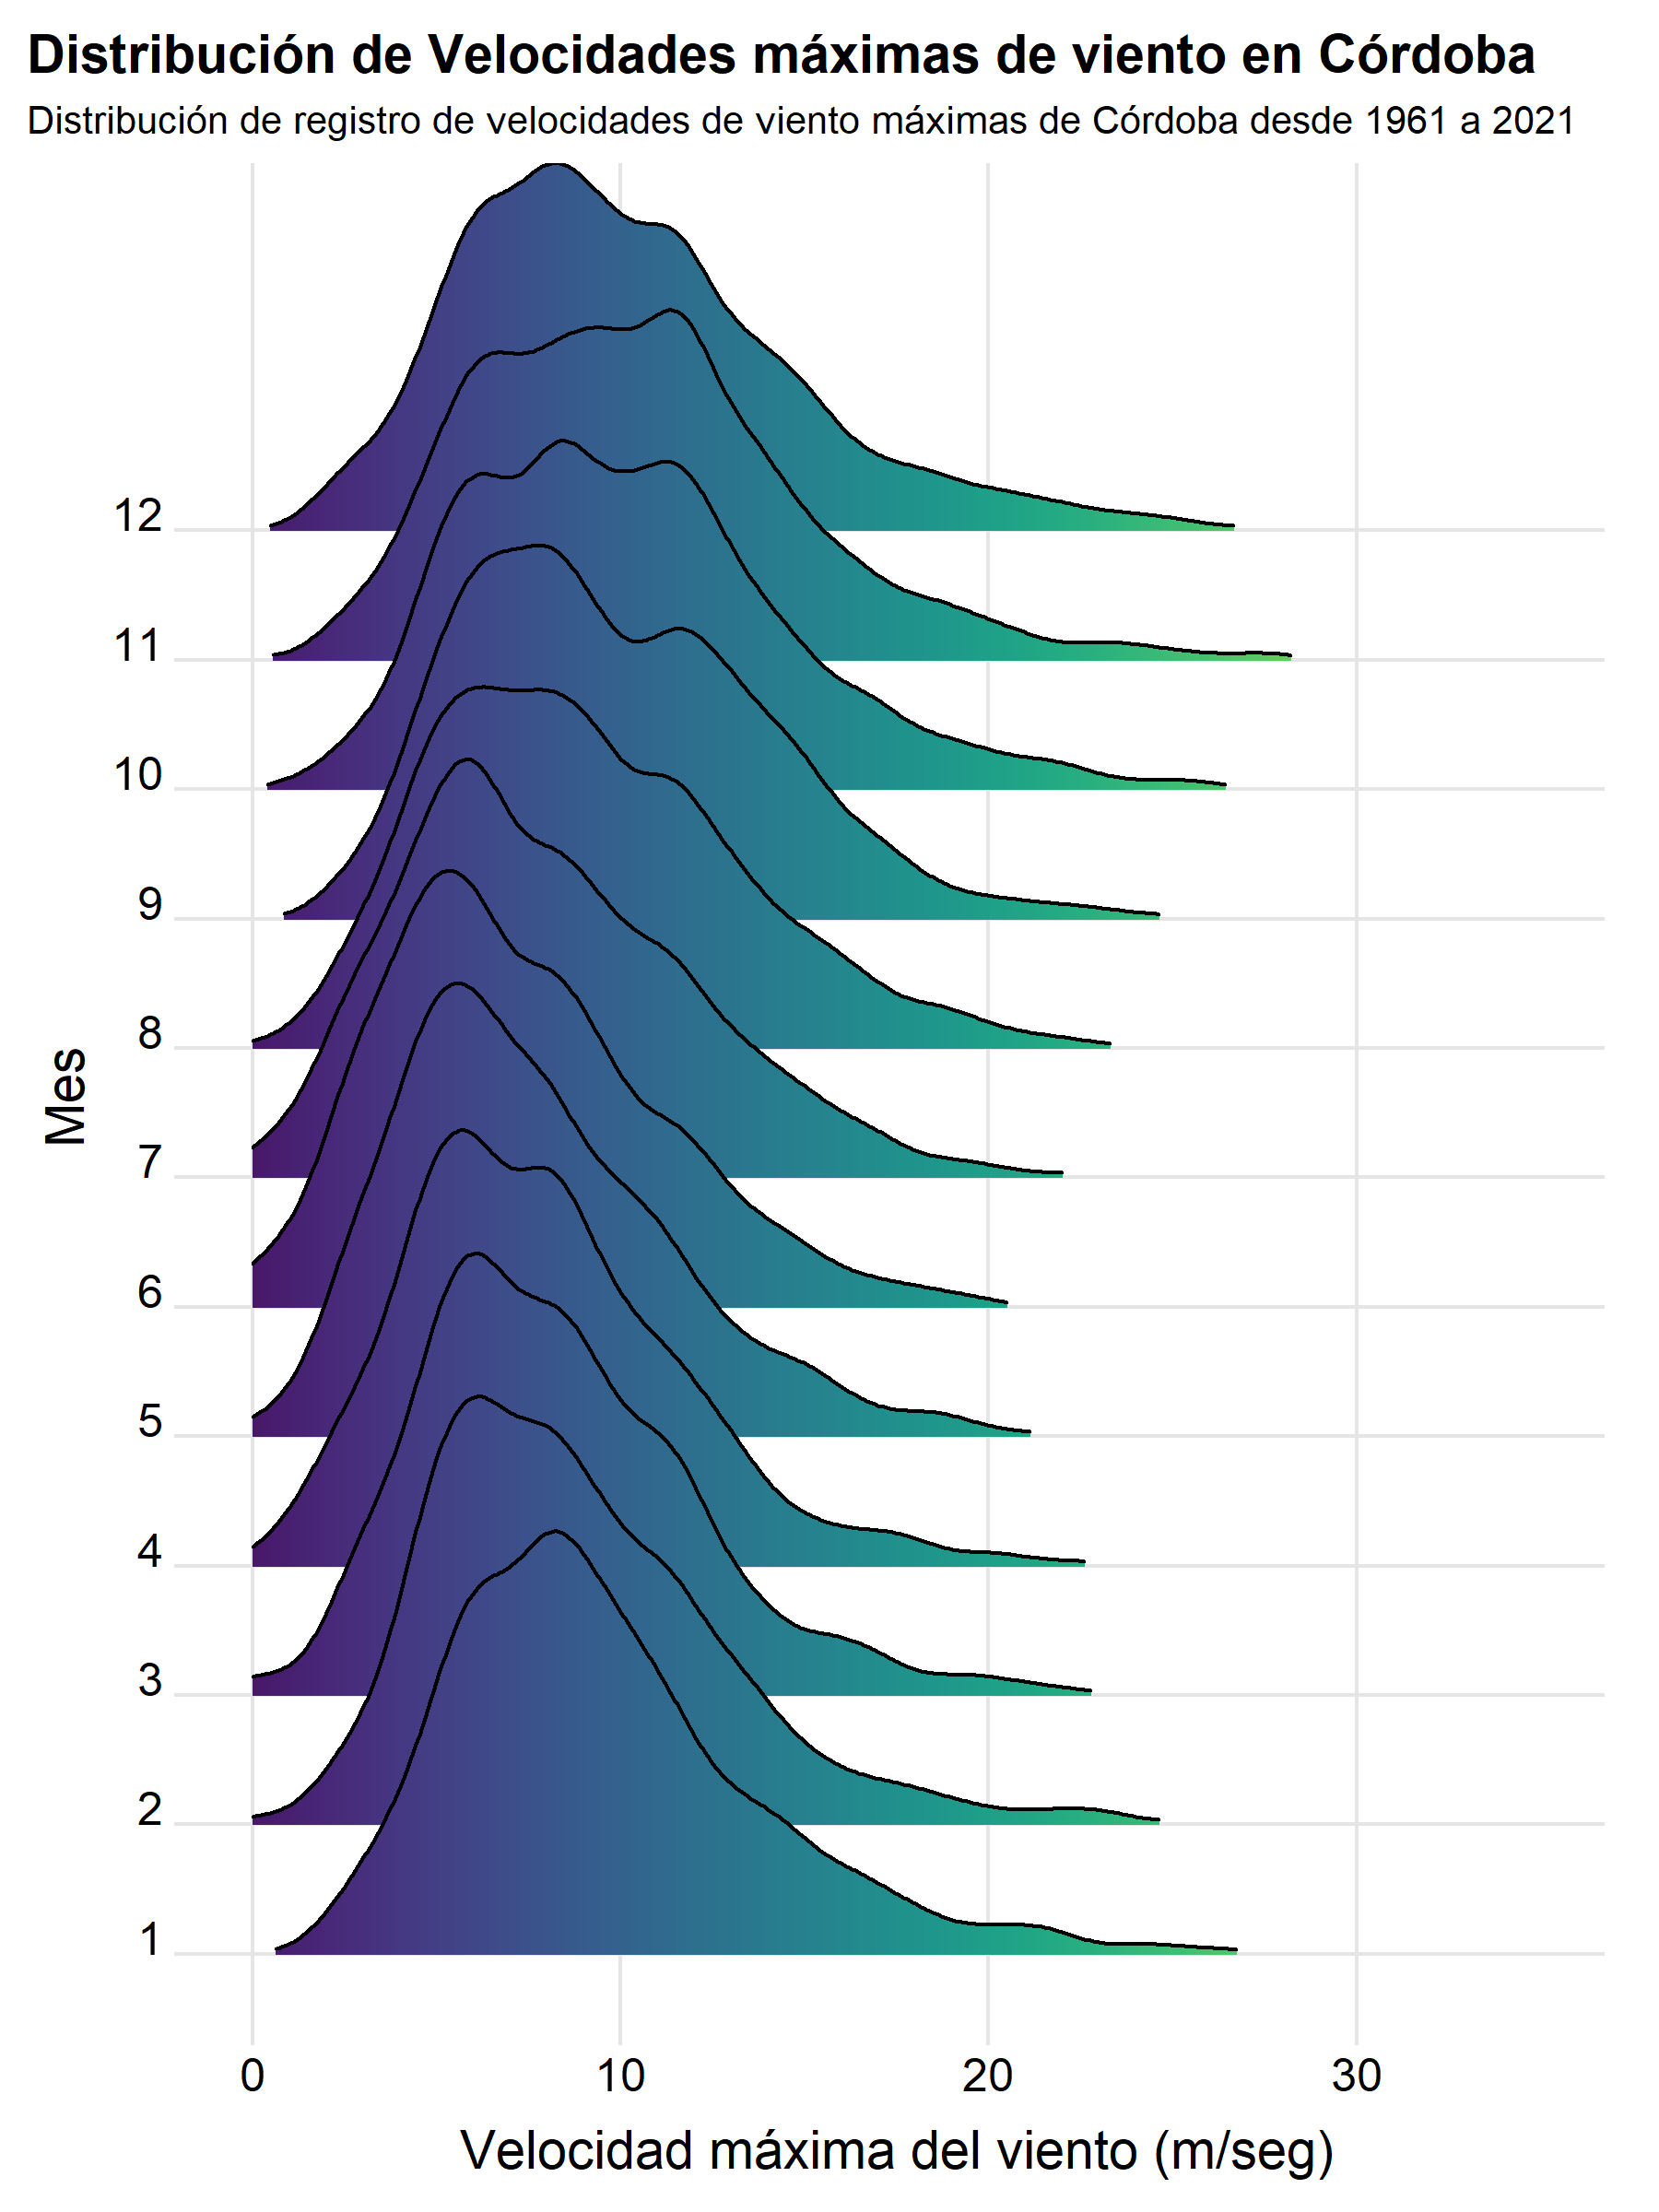 Distribución de Velocidades máximas de viento en Córdoba
Distribución de registro de velocidades de viento máximas de Córdoba desde 1961 a 2021
12
11
10
9
8
7
6
5
4
3
2
1
Mes
0 10 20 30
Velocidad máxima del viento (m/seg)